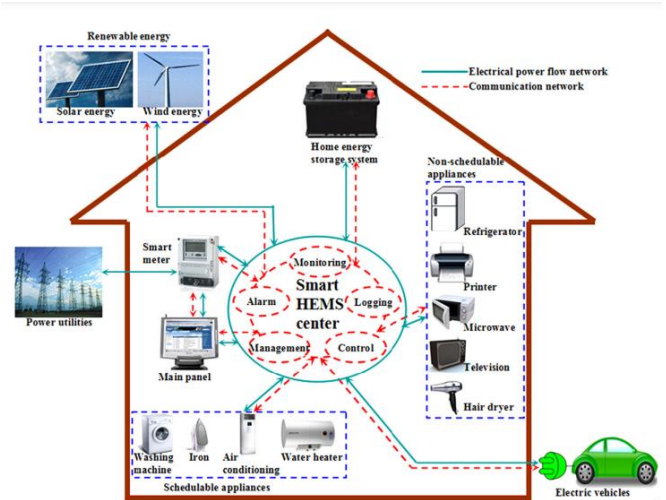 Renewable energy
Solar energy
Wind energy
Electrical power flow network
Communication network
Home energy
storage system
Non-schedulable
appliances
Refrigerator
Printer
Microwave
Television
Hair dryer
Smart
meter
Power utilities
Main panel
Monitoring
Alarm
Smart
HEMS
center
Logging
Management
Control
Washing
machine
Iron
Air
conditioning
Water heater
Schedulable appliances
Electric vehicles